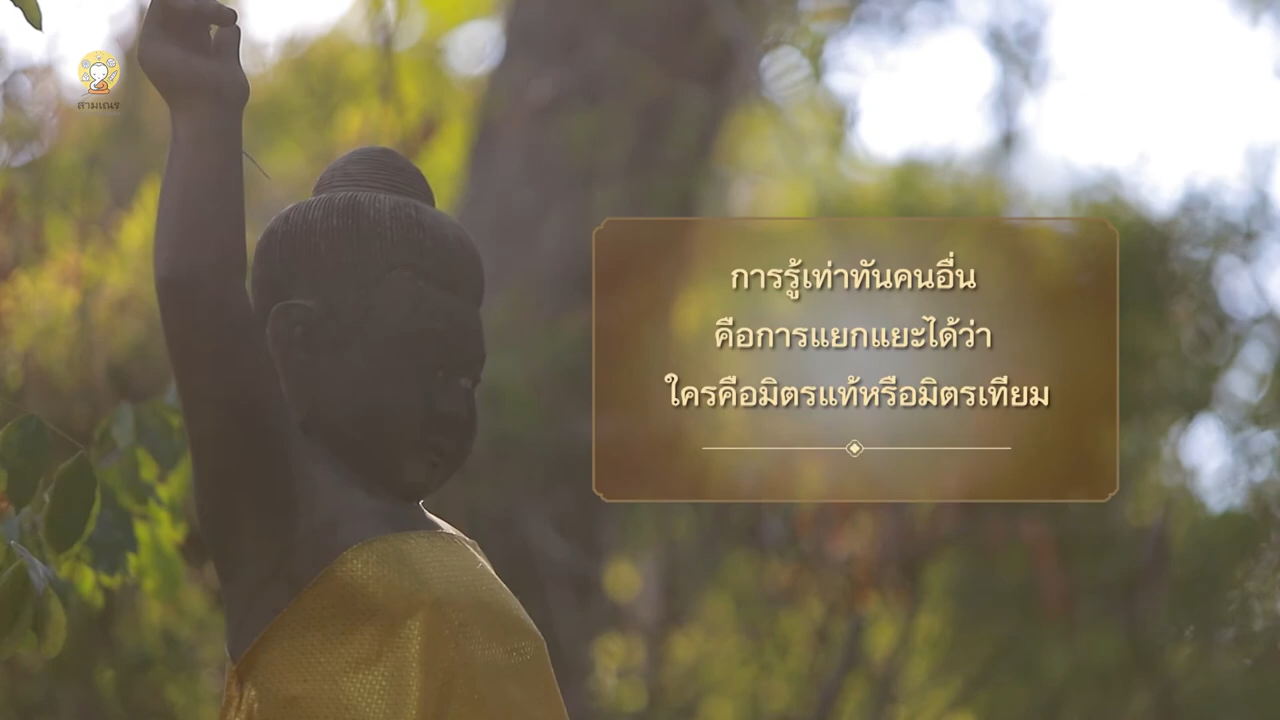 สามเณร
การรู้เท่าทันคนอื่น
คือการแยกแยะได้ว่า
ใครคือมิตรแท้หรือมิตรเทียม